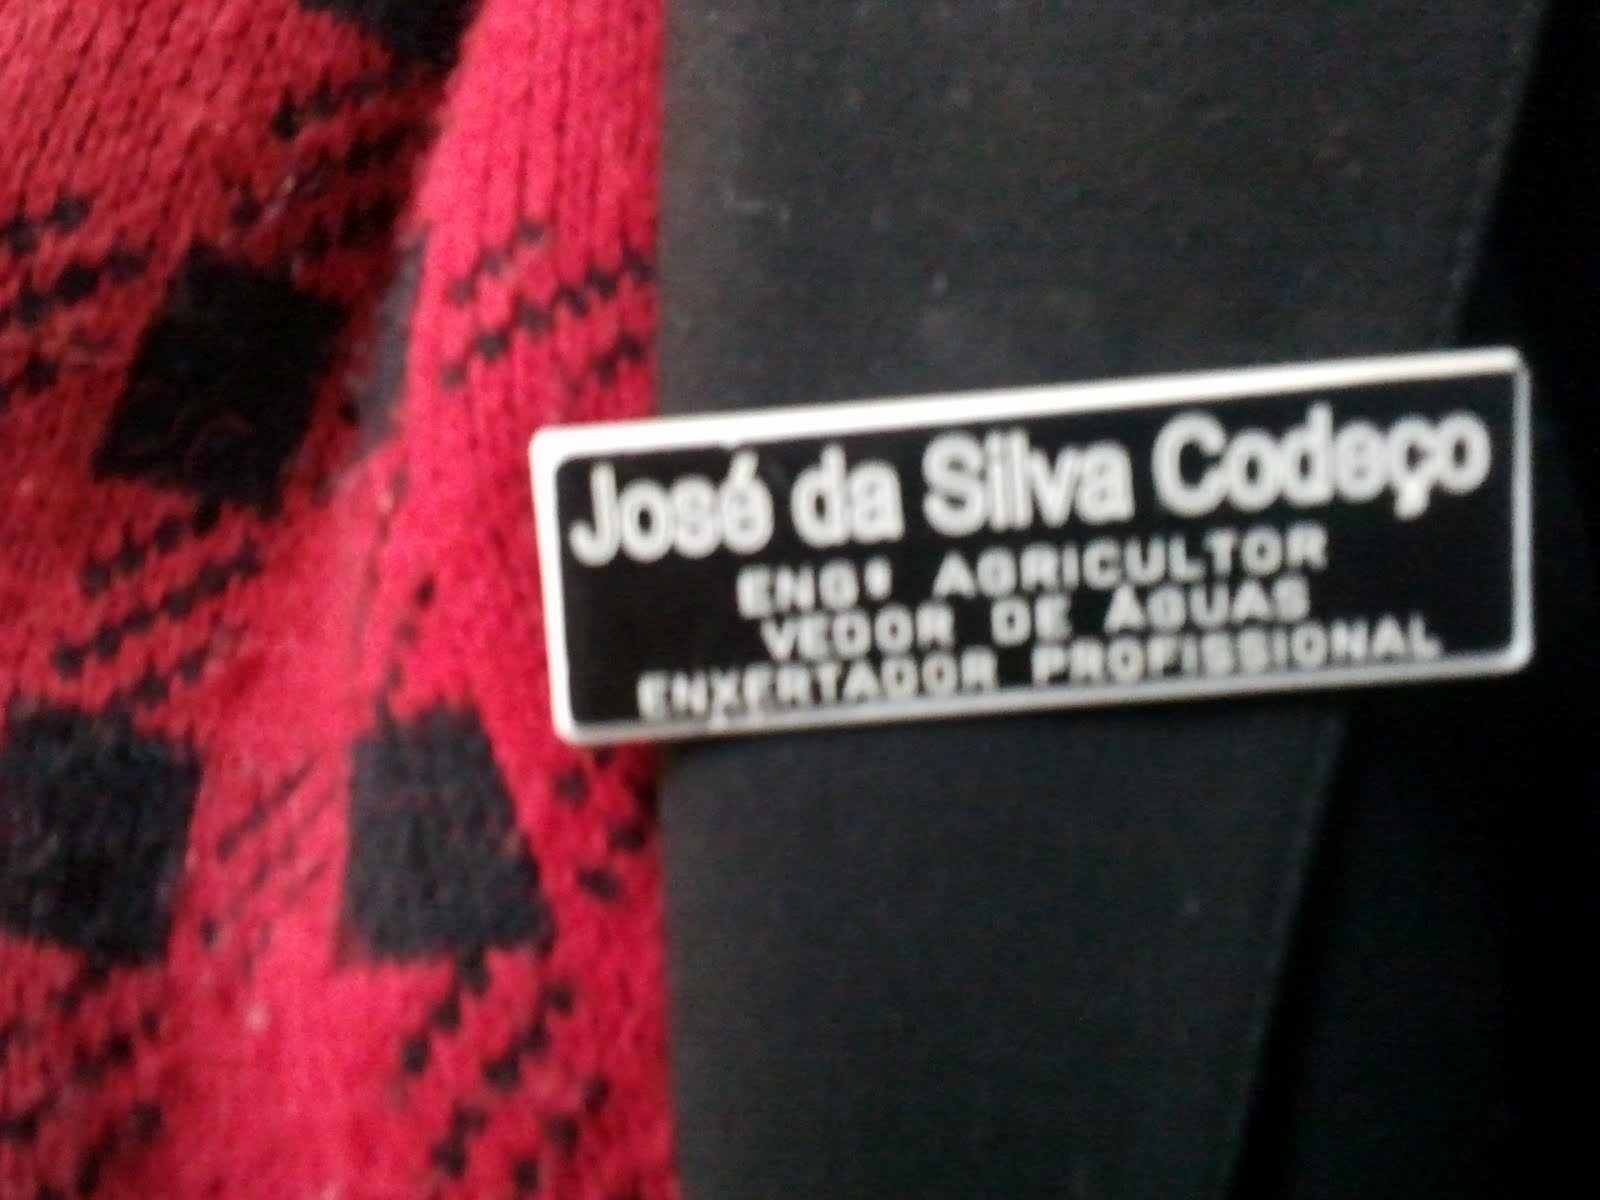 José da Silva Codeço
ENGº AGRICULTOR
VEDOR DE ÁGUAS
ENXERTADOR PROFISSIONAL